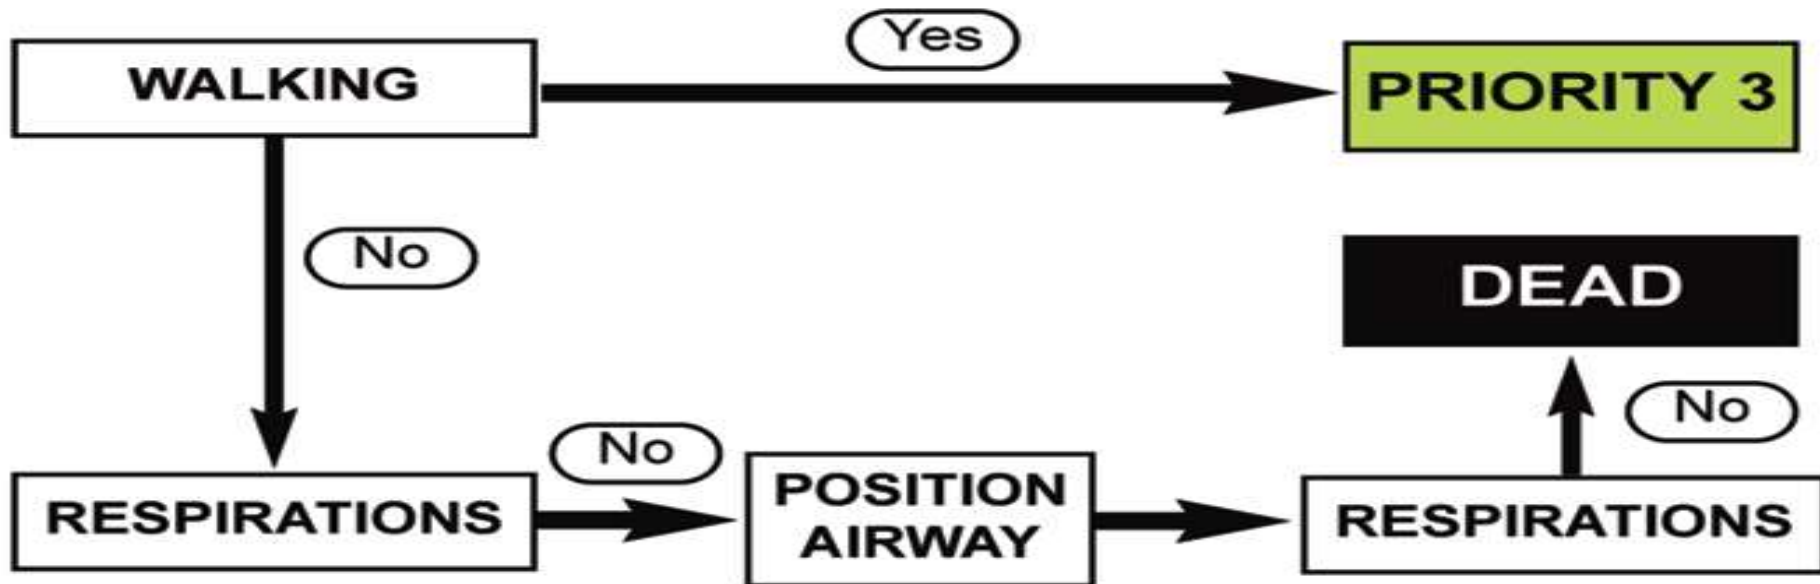 WALKING
Yes
PRIORITY 3
No
DEAD
No
No
RESPIRATIONS
POSITION
AIRWAY
RESPIRATIONS